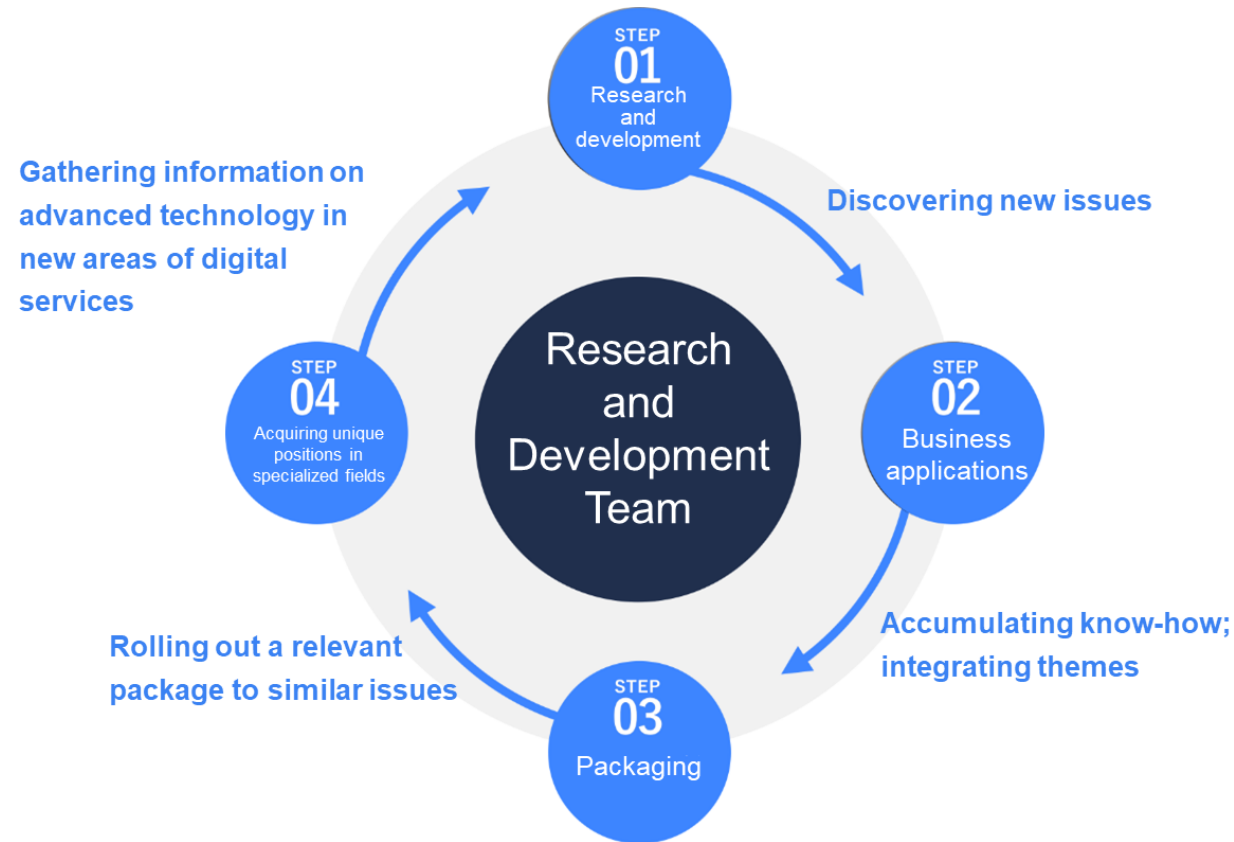 STEP
01
Research
and
development
Discovering new issues
STEP
02
Business
applications
Accumulating know-how;
integrating themes
STEP
03
Packaging
Rolling out a relevant
package to similar issues
STEP
04
Acquiring unique
positions in
specialized fields
Gathering information on
advanced technology in
new areas of digital
services
Research
and
Development
Team